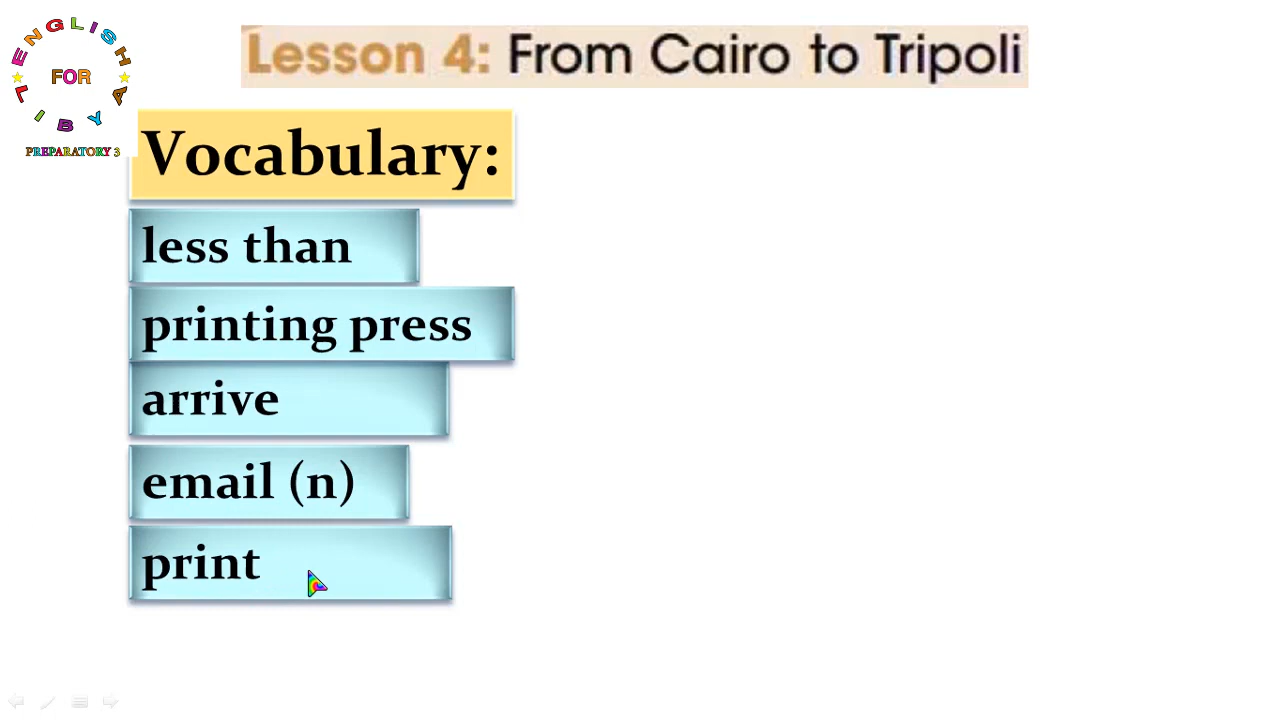 ENGLISH
FOR
LIBYA
PREPARATORY 3
Lesson 4: From Cairo to Tripoli
Vocabulary:
less than
printing press
arrive
email (n)
print